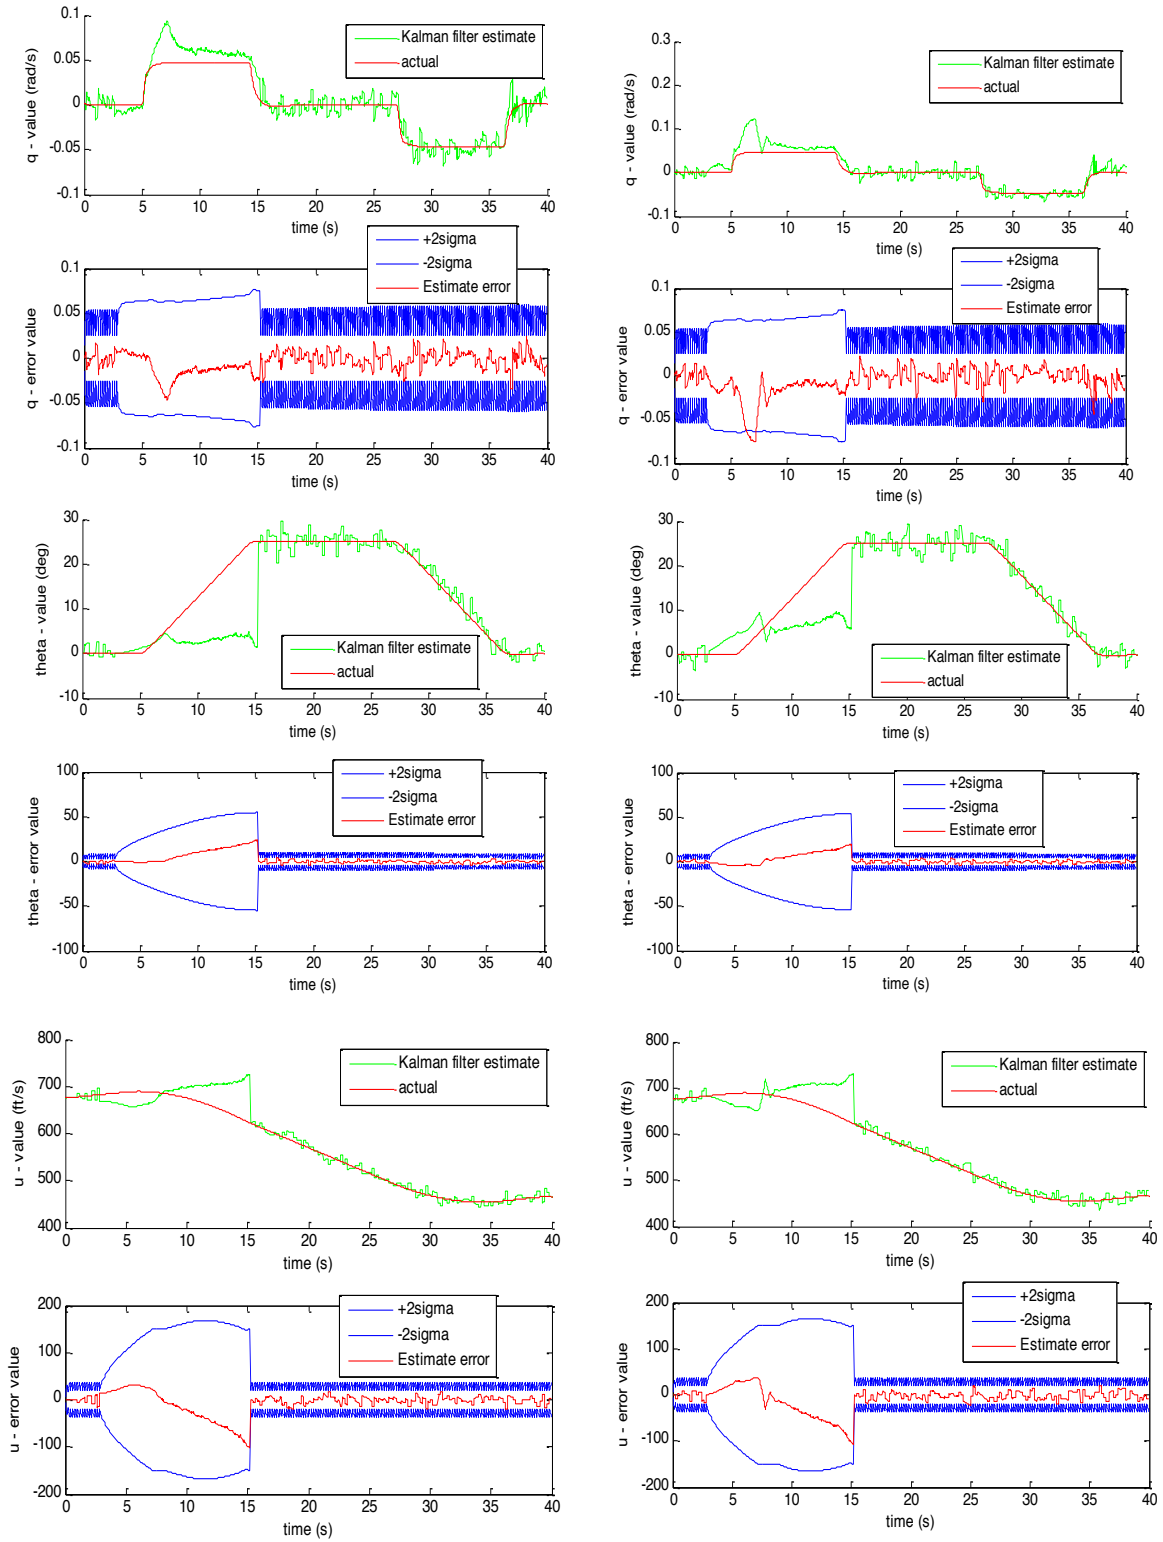 0.1
0.05
0
-0.05
-0.1
q - value (rad/s)
Kalman filter estimate
actual
0 5 10 15 20 25 30 35 40
time (s)
0.3
0.2
0.1
0
-0.1
q - value (rad/s)
Kalman filter estimate
actual
0 5 10 15 20 25 30 35 40
time (s)
+2sigma
-2sigma
Estimate error
0.1
0.05
0
-0.05
-0.1
q - error value
0 5 10 15 20 25 30 35 40
time (s)
+2sigma
-2sigma
Estimate error
0.1
0.05
0
-0.05
-0.1
q - error value
0 5 10 15 20 25 30 35 40
time (s)
30
20
10
0
-10
theta - value (deg)
Kalman filter estimate
actual
0 5 10 15 20 25 30 35 40
time (s)
30
20
10
0
-10
theta - value (deg)
Kalman filter estimate
actual
0 5 10 15 20 25 30 35 40
time (s)
+2sigma
-2sigma
Estimate error
100
50
0
-50
-100
theta - error value
0 5 10 15 20 25 30 35 40
time (s)
+2sigma
-2sigma
Estimate error
100
50
0
-50
-100
theta - error value
0 5 10 15 20 25 30 35 40
time (s)
800
700
600
500
400
u - value (ft/s)
Kalman filter estimate
actual
0 5 10 15 20 25 30 35 40
time (s)
800
700
600
500
400
u - value (ft/s)
Kalman filter estimate
actual
0 5 10 15 20 25 30 35 40
time (s)
+2sigma
-2sigma
Estimate error
200
100
0
-100
-200
u - error value
0 5 10 15 20 25 30 35 40
time (s)
+2sigma
-2sigma
Estimate error
200
100
0
-100
-200
u - error value
0 5 10 15 20 25 30 35 40
time (s)